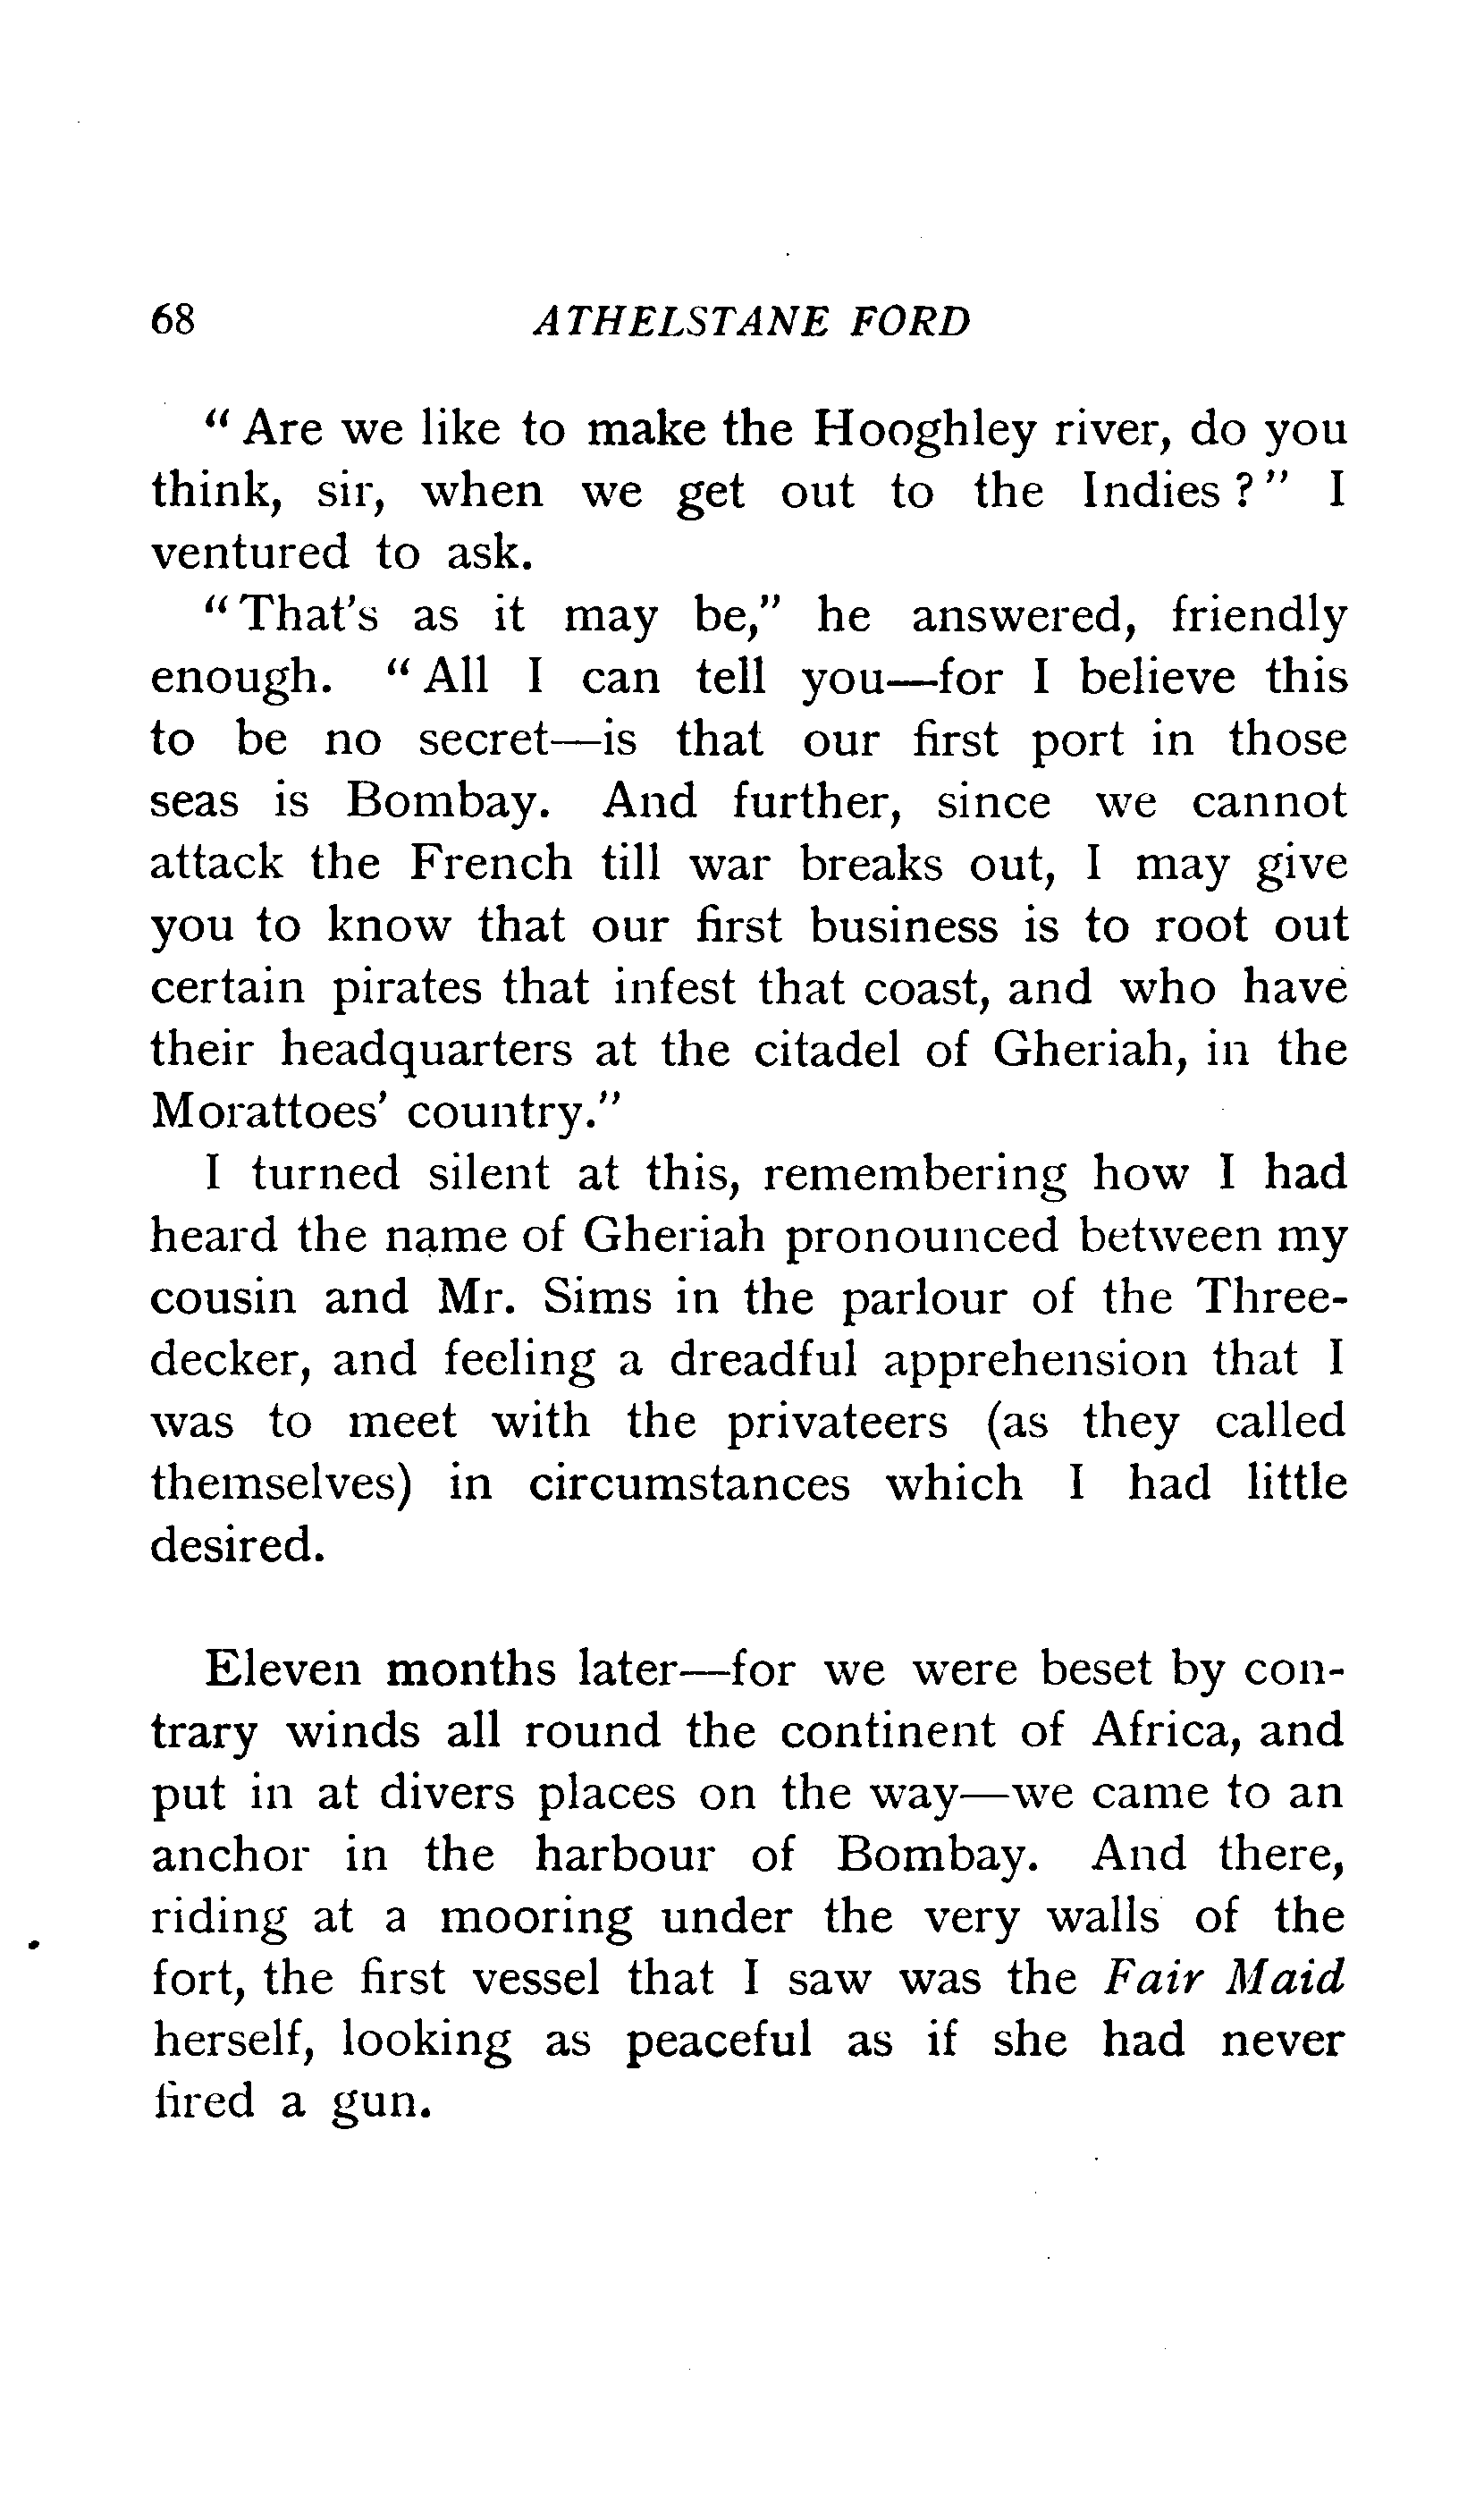 68 ATHELSTANE FORD
" Are we like to make the Hooghley river, do you
think, sir, when we get out to the Indies ? " I
ventured to ask.
" That's as it may be," he answered, friendly
enough. " All I can tell you—for I believe this
to be no secret—is that our first port in those
seas is Bombay. And further, since we cannot
attack the French till war breaks out, I may give
you to know that our first business is to root out
certain pirates that infest that coast, and who have
their headquarters at the citadel of Gheriah, in the
Morattoes' country."
I turned silent at this, remembering how I had
heard the name of Gheriah pronounced between my
cousin and Mr. Sims in the parlour of the Three-
decker, and feeling a dreadful apprehension that I
was to meet with the privateers (as they called
themselves) in circumstances which I had little
desired.
Eleven months later—for we were beset by con-
trary winds all round the continent of Africa, and
put in at divers places on the way—we came to an
anchor in the harbour of Bombay. And there,
riding at a mooring under the very walls of the
fort, the first vessel that I saw was the Fair Maid
herself, looking as peaceful as if she had never
fired a gun.